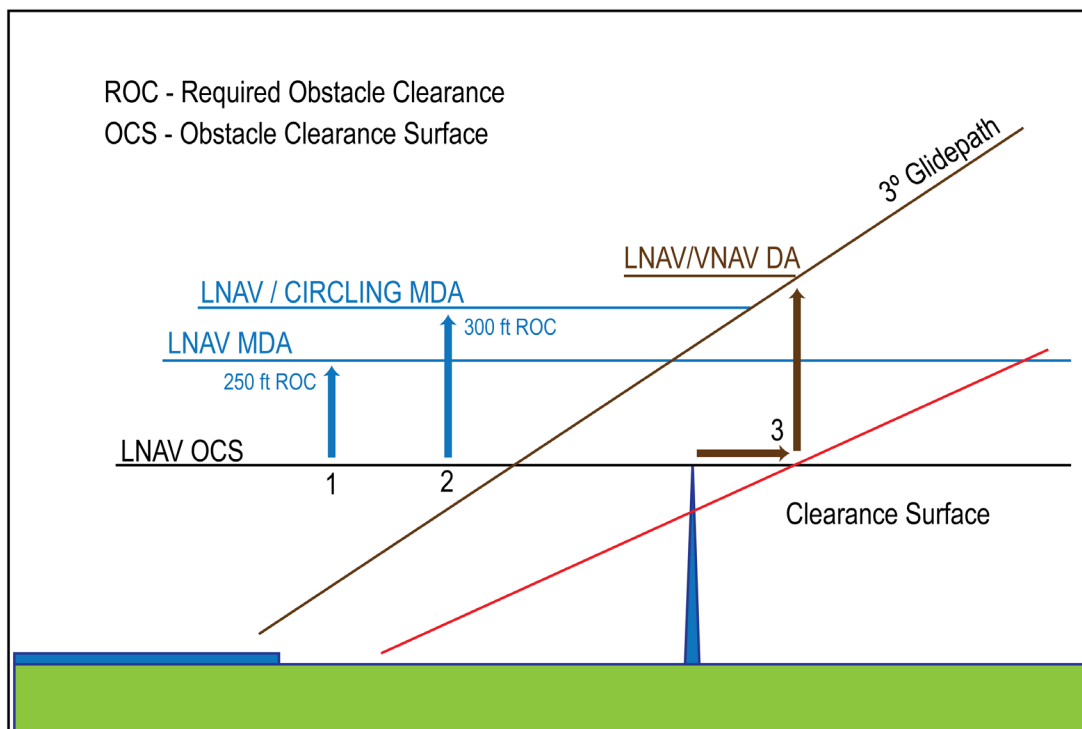 ROC - Required Obstacle Clearance
OCS - Obstacle Clearance Surface
3º Glidepath
LNAV/VNAV DA
LNAV / CIRCLING MDA
300 ft ROC
LNAV MDA
250 ft ROC
3
LNAV OCS
1
2
Clearance Surface